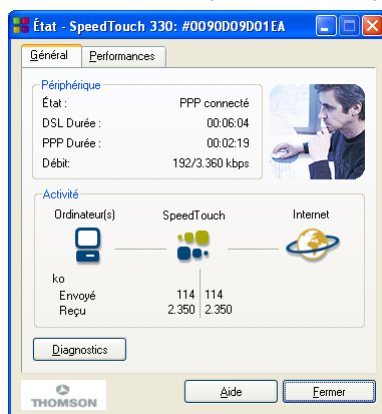 État - SpeedTouch 330: #0090D09D01EA
Général Performances
Périphérique
État : PPP connecté
DSL Durée : 00:06:04
PPP Durée : 00:02:19
Débit: 192/3.360 kbps
Activité
Ordinateur(s) SpeedTouch Internet
ko
Envoyé 114 114
Reçu 2.350 2.350
Diagnostics
THOMSON Aide Fermer